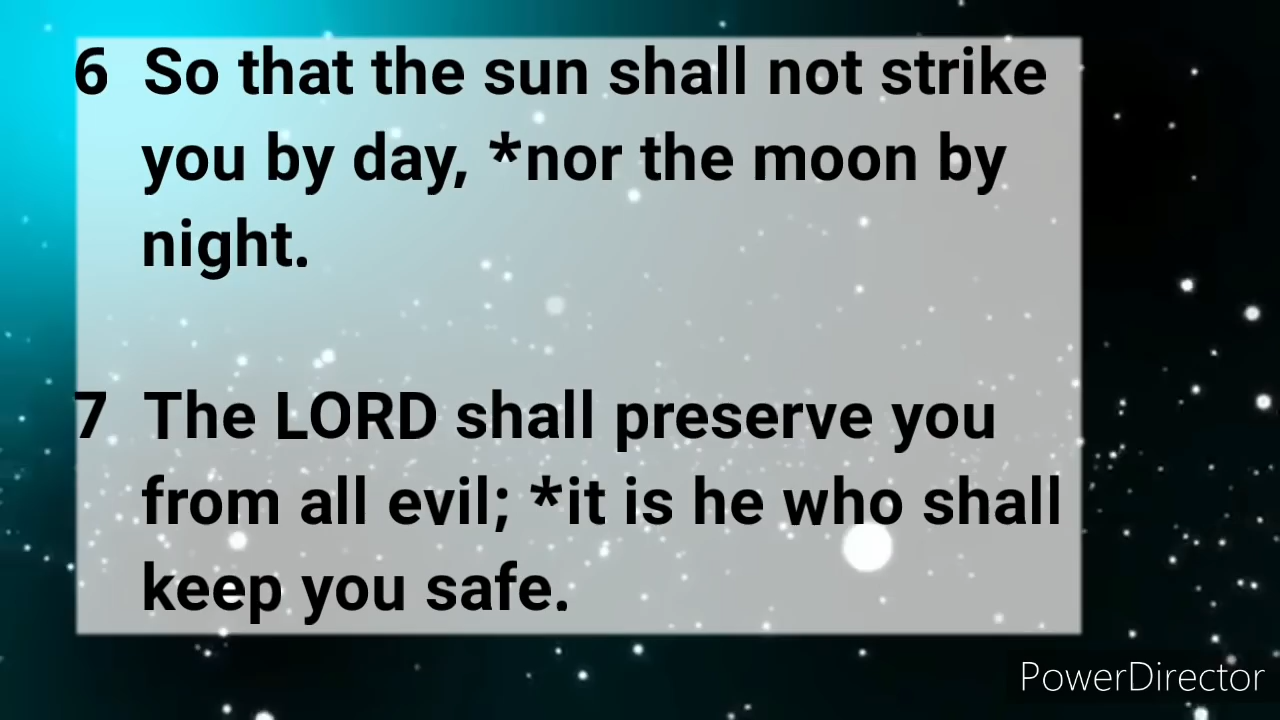 6 So that the sun shall not strike
you by day, *nor the moon by
night.
7 The LORD shall preserve you
from all evil; *it is he who shall
keep you safe.
PowerDirector